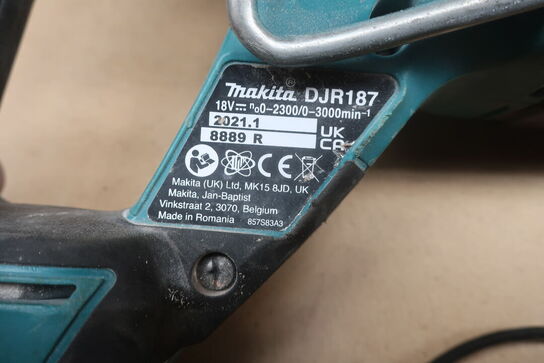 makita DJR187
18V⎓ n₀0-2300/0-3000min⁻¹
2021.1
8889 R
UK
CA
CE
Makita (UK) Ltd, MK15 8JD, UK
Makita, Jan-Baptist
Vinkstraat 2, 3070, Belgium
Made in Romania 857S83A3